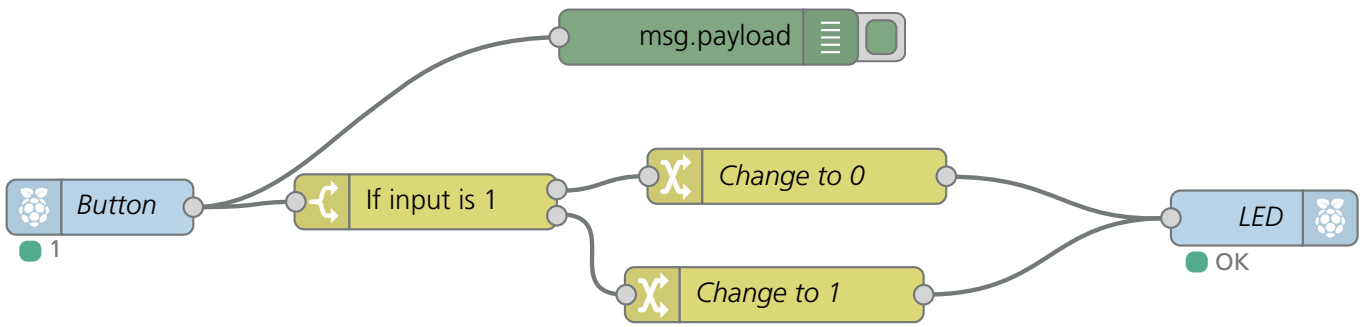 msg.payload
Button
If input is 1
Change to 0
LED
1
OK
Change to 1